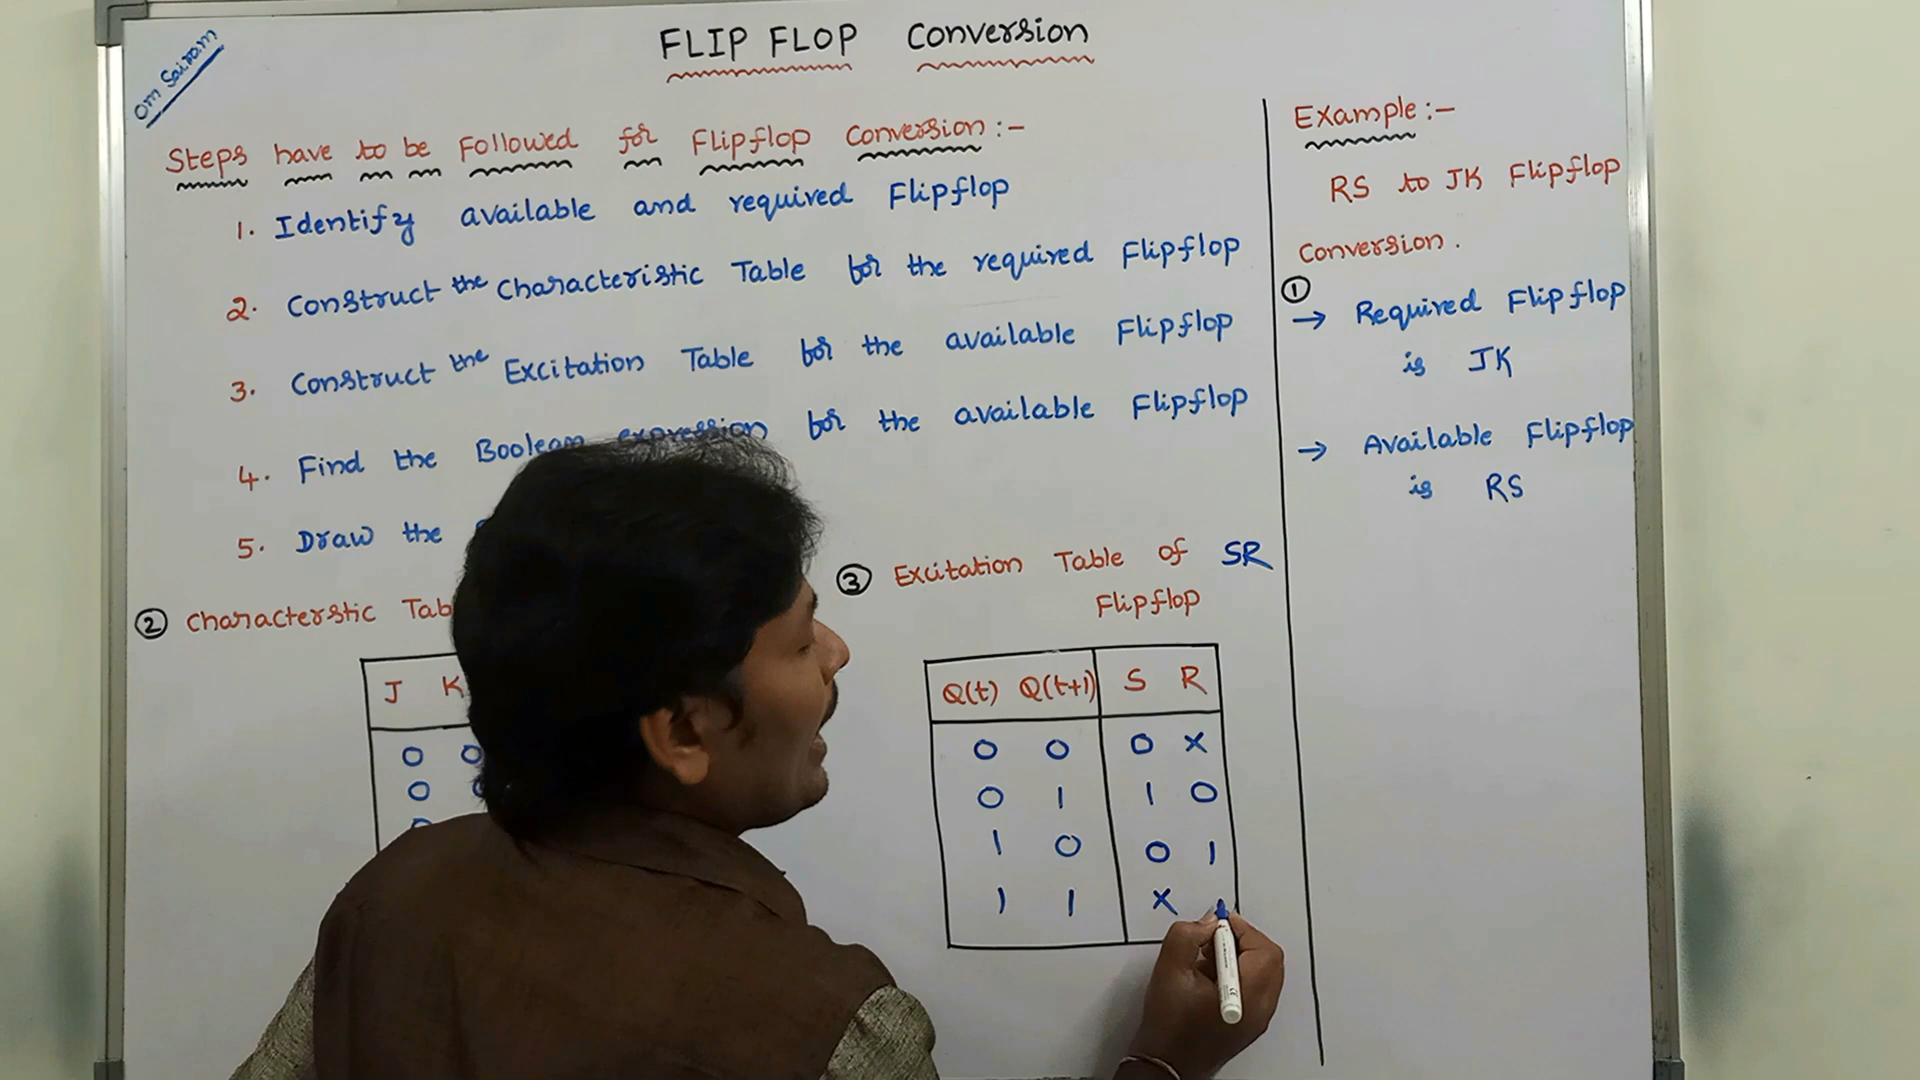 Om Sairam
FLIP FLOP Conversion
Steps have to be Followed for Flipflop Conversion :-
1. Identify available and required Flipflop
2. Construct the Characteristic Table for the required Flipflop
3. Construct the Excitation Table for the available Flipflop
4. Find the Boolean expression for the available Flipflop
5. Draw the
② Characterstic Tab
J K
0 0
0
③ Excitation Table of SR
Flipflop
Q(t) Q(t+1) S R
0 0 0 X
0 1 1 0
1 0 0 1
1 1 X
Example :-
RS to JK Flipflop
Conversion.
①
→ Required Flipflop
is JK
→ Available Flipflop
is RS